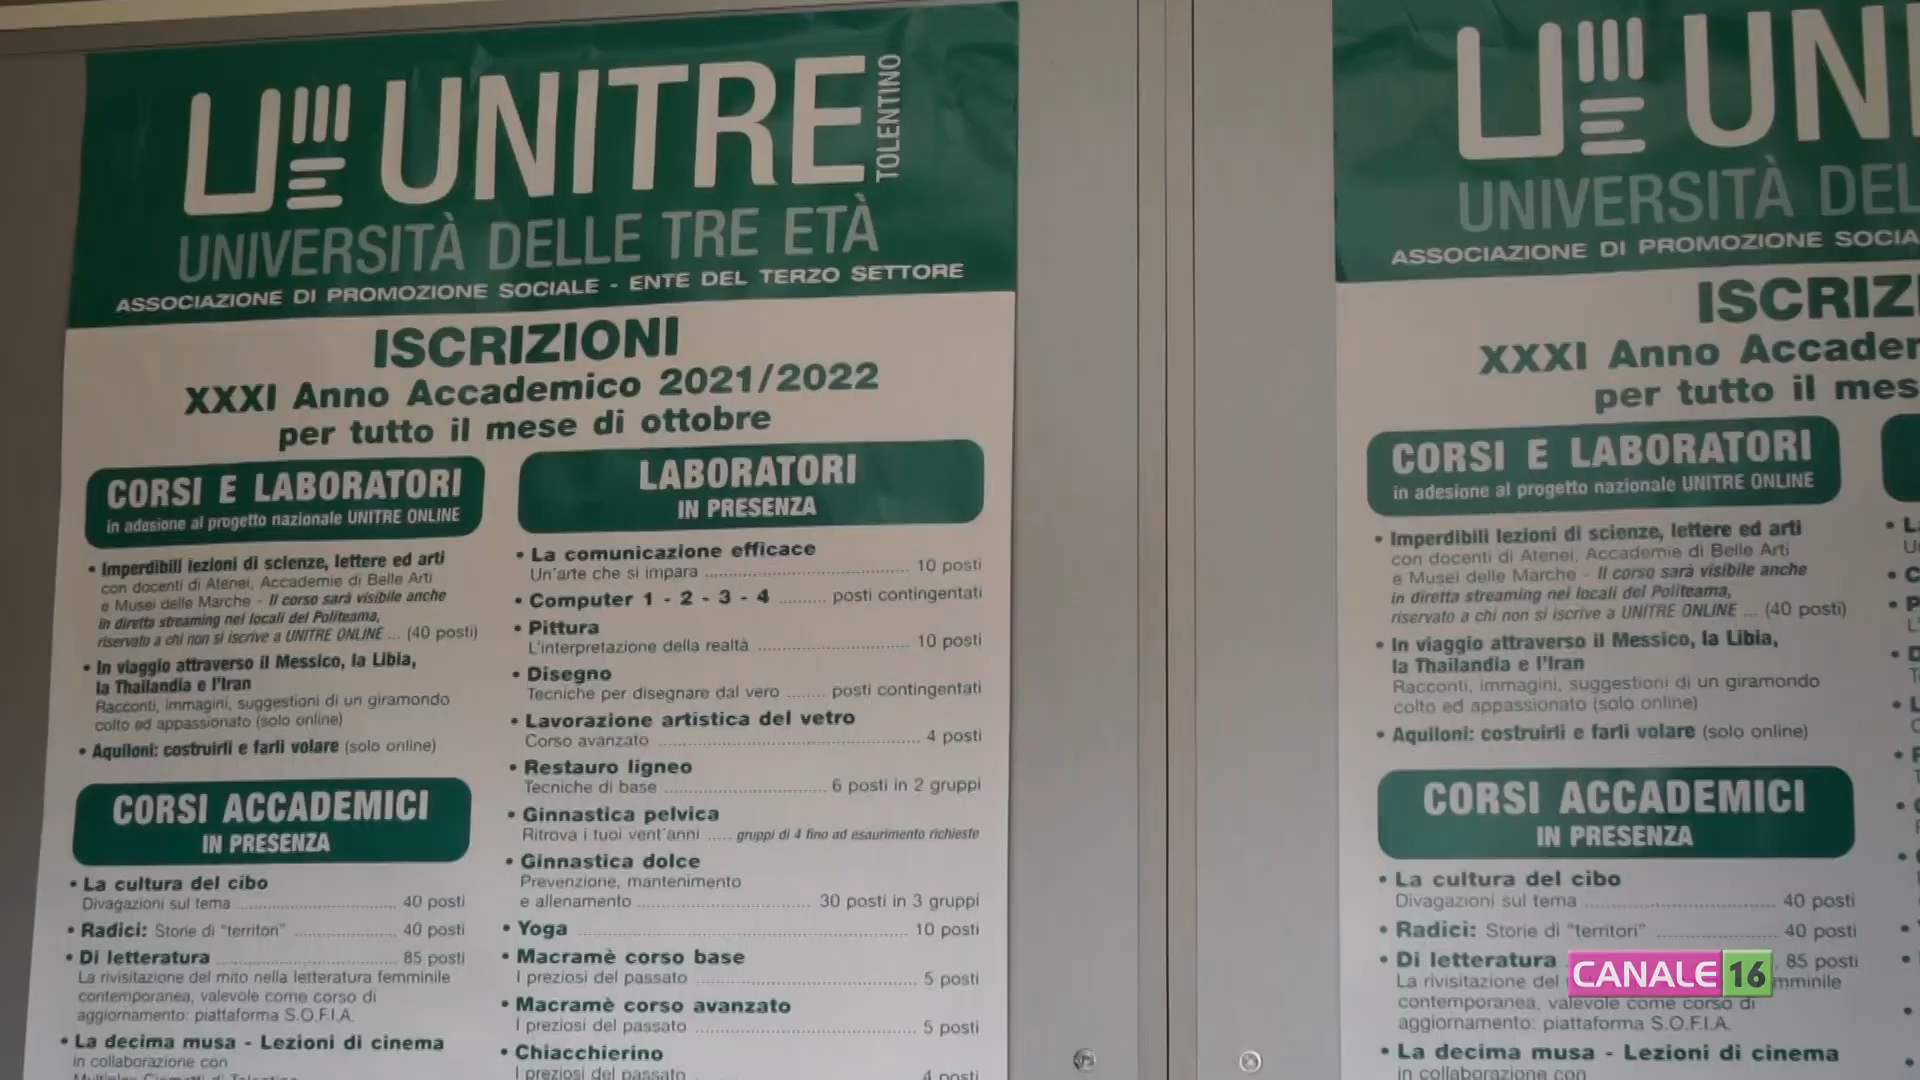 UE UNITRE TOLENTINO
UNIVERSITÀ DELLE TRE ETÀ
ASSOCIAZIONE DI PROMOZIONE SOCIALE - ENTE DEL TERZO SETTORE
ISCRIZIONI
XXXI Anno Accademico 2021/2022
per tutto il mese di ottobre
CORSI E LABORATORI
in adesione al progetto nazionale UNITRE ONLINE
• Imperdibili lezioni di scienze, lettere ed arti
con docenti di Atenei, Accademie di Belle Arti
e Musei delle Marche - Il corso sarà visibile anche
in diretta streaming nei locali del Politeama,
riservato a chi non si iscrive a UNITRE ONLINE ... (40 posti)
• In viaggio attraverso il Messico, la Libia,
la Thailandia e l'Iran
Racconti, immagini, suggestioni di un giramondo
colto ed appassionato (solo online)
• Aquiloni: costruirli e farli volare (solo online)
CORSI ACCADEMICI
IN PRESENZA
• La cultura del cibo
Divagazioni sul tema ........ 40 posti
• Radici: Storie di "territori" ........ 40 posti
• Di letteratura ........ 85 posti
La rivisitazione del mito nella letteratura femminile
contemporanea, valevole come corso di
aggiornamento: piattaforma S.O.F.I.A.
• La decima musa - Lezioni di cinema
in collaborazione con
LABORATORI
IN PRESENZA
• La comunicazione efficace
Un'arte che si impara ........ 10 posti
• Computer 1 - 2 - 3 - 4 ........ posti contingentati
• Pittura
L'interpretazione della realtà ........ 10 posti
• Disegno
Tecniche per disegnare dal vero ....... posti contingentati
• Lavorazione artistica del vetro
Corso avanzato ........ 4 posti
• Restauro ligneo
Tecniche di base ........ 6 posti in 2 gruppi
• Ginnastica pelvica
Ritrova i tuoi vent'anni ..... gruppi di 4 fino ad esaurimento richieste
• Ginnastica dolce
Prevenzione, mantenimento
e allenamento ........ 30 posti in 3 gruppi
• Yoga ........ 10 posti
• Macramè corso base
I preziosi del passato ........ 5 posti
• Macramè corso avanzato
I preziosi del passato ........ 5 posti
• Chiacchierino
I preziosi del passato ........ 4 posti
UE UNI
UNIVERSITÀ DEL
ASSOCIAZIONE DI PROMOZIONE SOCIA
ISCRIZI
XXXI Anno Accader
per tutto il mes
CORSI E LABORATORI
in adesione al progetto nazionale UNITRE ONLINE
• Imperdibili lezioni di scienze, lettere ed arti
con docenti di Atenei, Accademie di Belle Arti
e Musei delle Marche - Il corso sarà visibile anche
in diretta streaming nei locali del Politeama,
riservato a chi non si iscrive a UNITRE ONLINE ... (40 posti)
• In viaggio attraverso il Messico, la Libia,
la Thailandia e l'Iran
Racconti, immagini, suggestioni di un giramondo
colto ed appassionato (solo online)
• Aquiloni: costruirli e farli volare (solo online)
CORSI ACCADEMICI
IN PRESENZA
• La cultura del cibo
Divagazioni sul tema ........ 40 posti
• Radici: Storie di "territori" ........ 40 posti
• Di letteratura 85 posti
La rivisitazione del mminile
contemporanea, valevole come corso di
aggiornamento: piattaforma S.O.F.I.A.
• La decima musa - Lezioni di cinema
in collaborazione con
CANALE 16